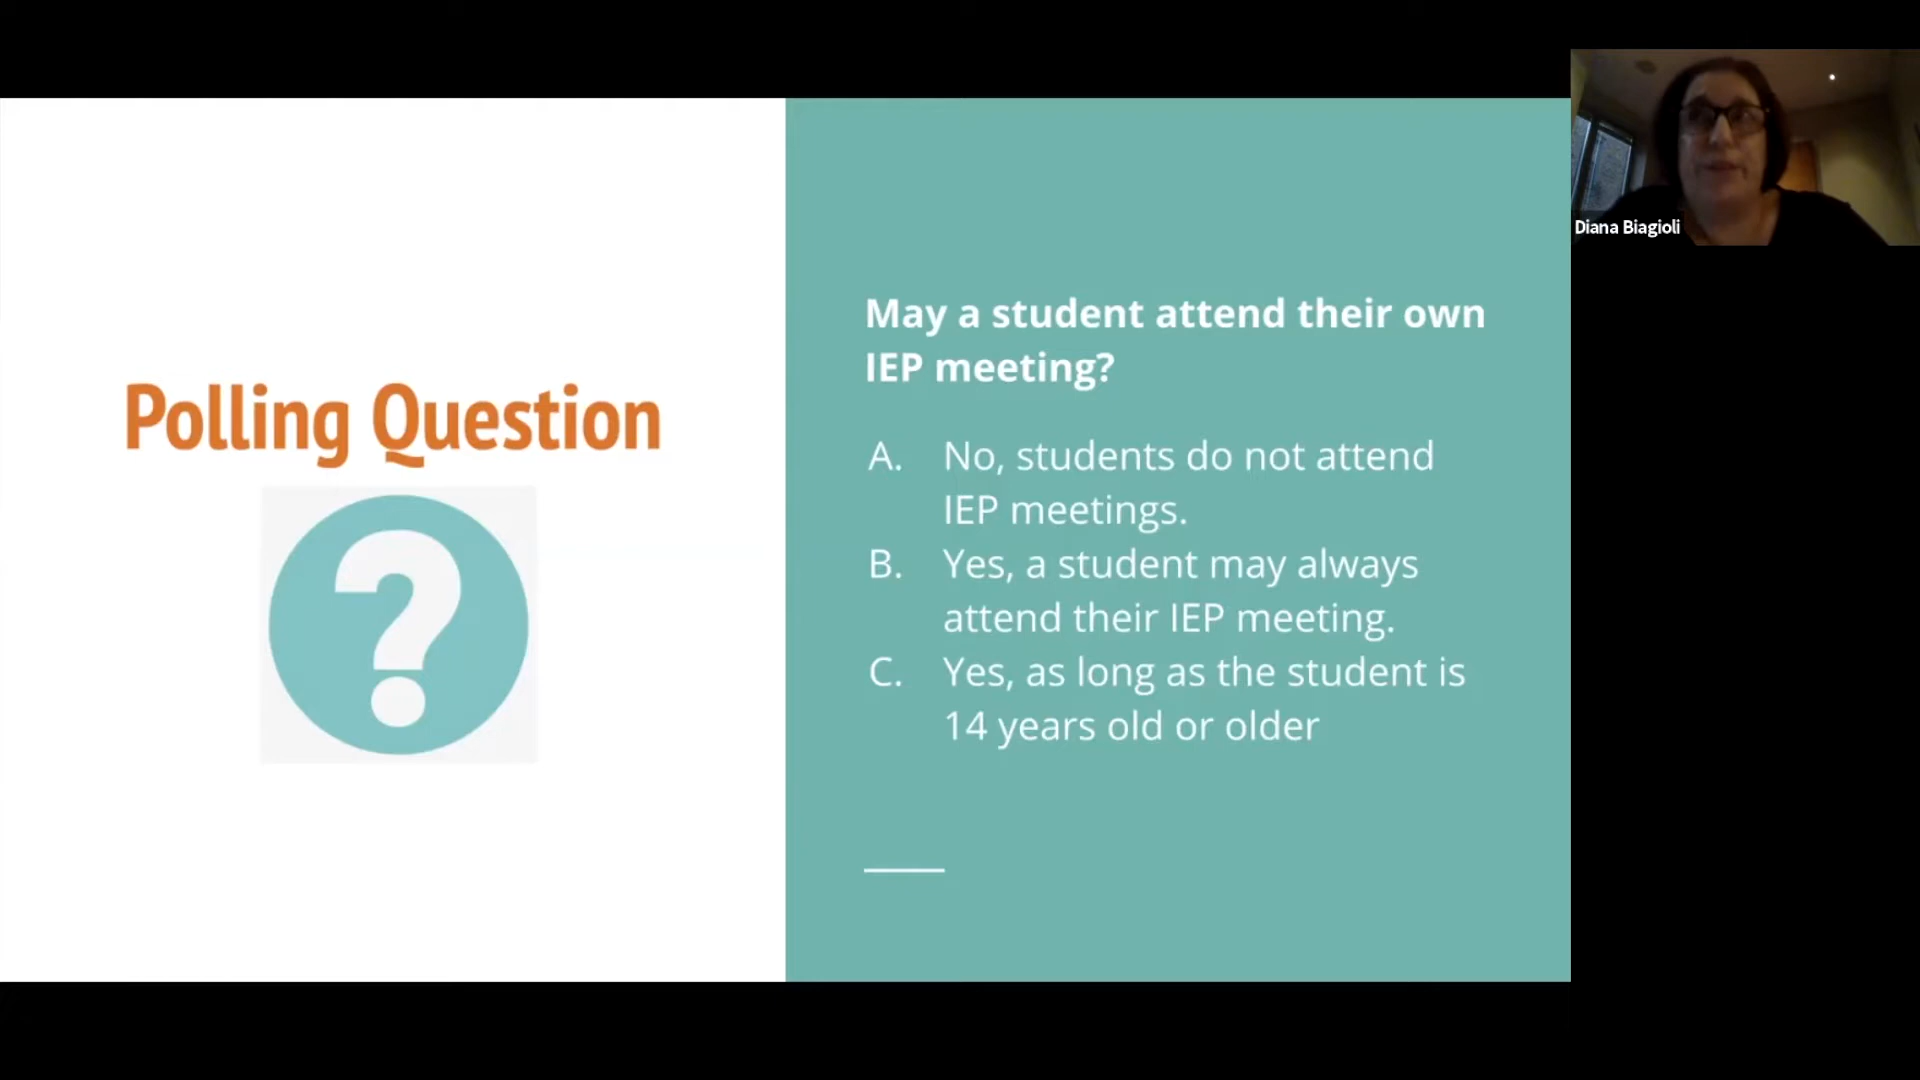 Polling Question
?
May a student attend their own
IEP meeting?
A. No, students do not attend
IEP meetings.
B. Yes, a student may always
attend their IEP meeting.
C. Yes, as long as the student is
14 years old or older
Diana Biagioli